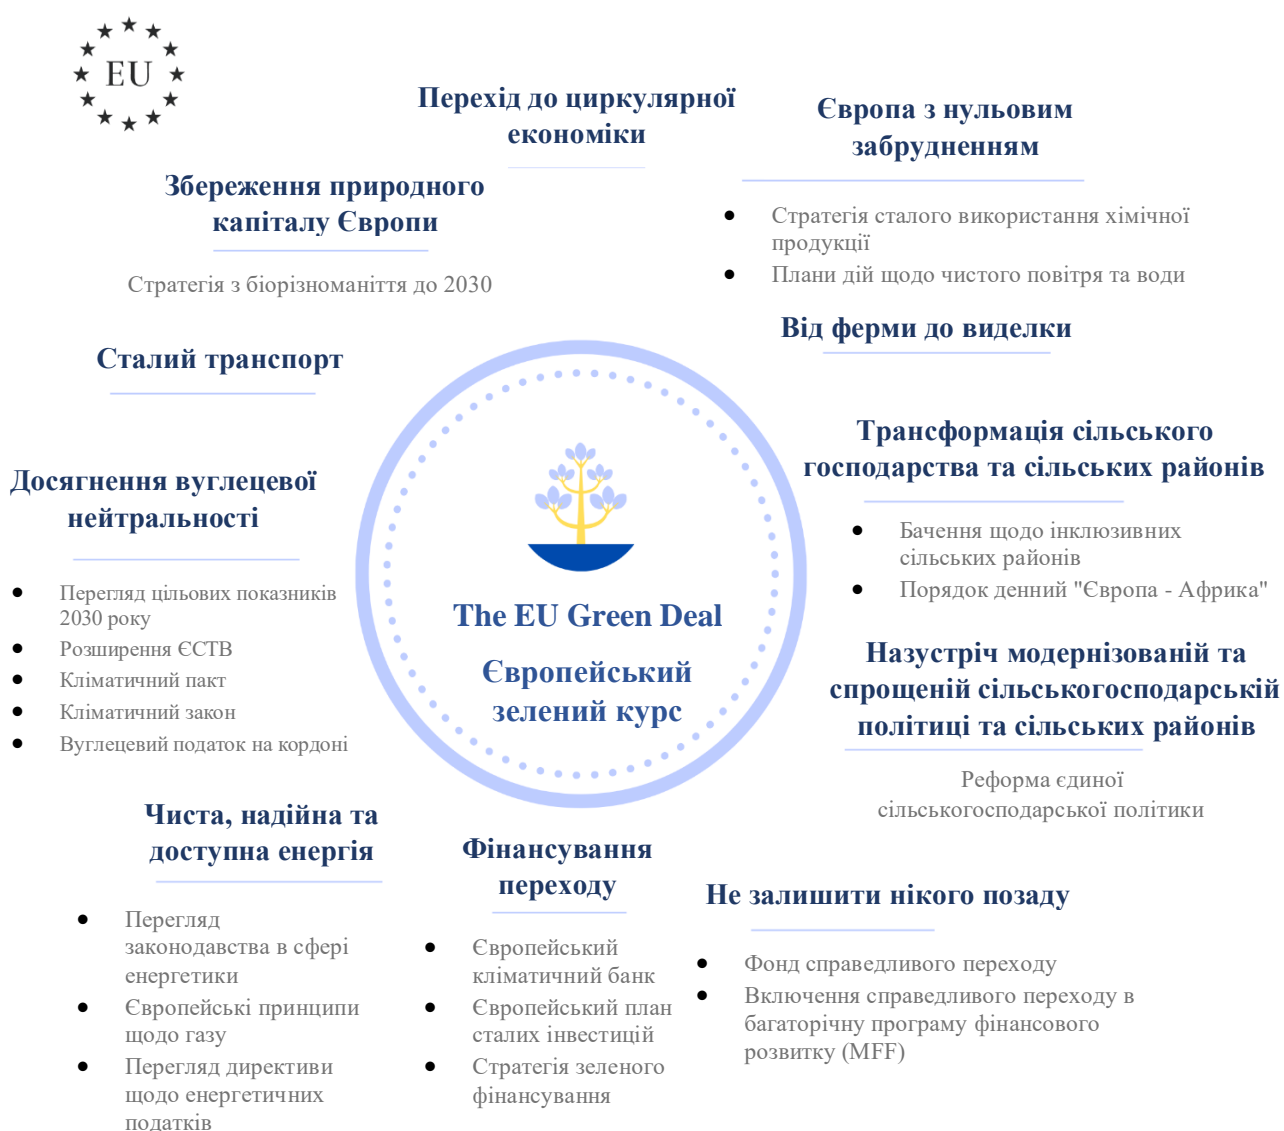 EU
Перехід до циркулярної
економіки
Європа з нульовим
забрудненням
• Стратегія сталого використання хімічної
продукції
• Плани дій щодо чистого повітря та води
Збереження природного
капіталу Європи
Стратегія з біорізноманіття до 2030
Від ферми до виделки
Сталий транспорт
Трансформація сільського
господарства та сільських районів
• Бачення щодо інклюзивних
сільських районів
• Порядок денний "Європа - Африка"
Досягнення вуглецевої
нейтральності
• Перегляд цільових показників
2030 року
• Розширення ЄСТВ
• Кліматичний пакт
• Кліматичний закон
• Вуглецевий податок на кордоні
The EU Green Deal
Європейський
зелений курс
Назустріч модернізованій та
спрощеній сільськогосподарській
політиці та сільських районів
Реформа єдиної
сільськогосподарської політики
Чиста, надійна та
доступна енергія
• Перегляд
законодавства в сфері
енергетики
• Європейські принципи
щодо газу
• Перегляд директиви
щодо енергетичних
податків
Фінансування
переходу
• Європейський
кліматичний банк
• Європейський план
сталих інвестицій
• Стратегія зеленого
фінансування
Не залишити нікого позаду
• Фонд справедливого переходу
• Включення справедливого переходу в
багаторічну програму фінансового
розвитку (MFF)